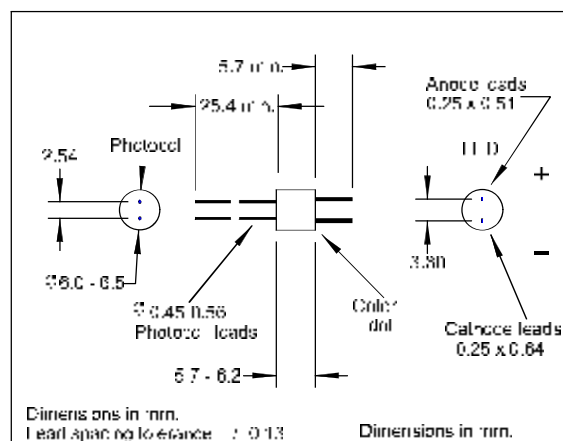 5.7 min.
25.4 min.
Anode leads
0.25 x 0.51
2.54
Photocell
LED
+
3.80
−
Ø 6.0 - 6.5
Ø 0.45 0.56
Photocell leads
Color
dot
Cathode leads
0.25 x 0.64
5.7 - 6.2
Dimensions in mm.
Lead spacing tolerance 0.13
Dimensions in mm.